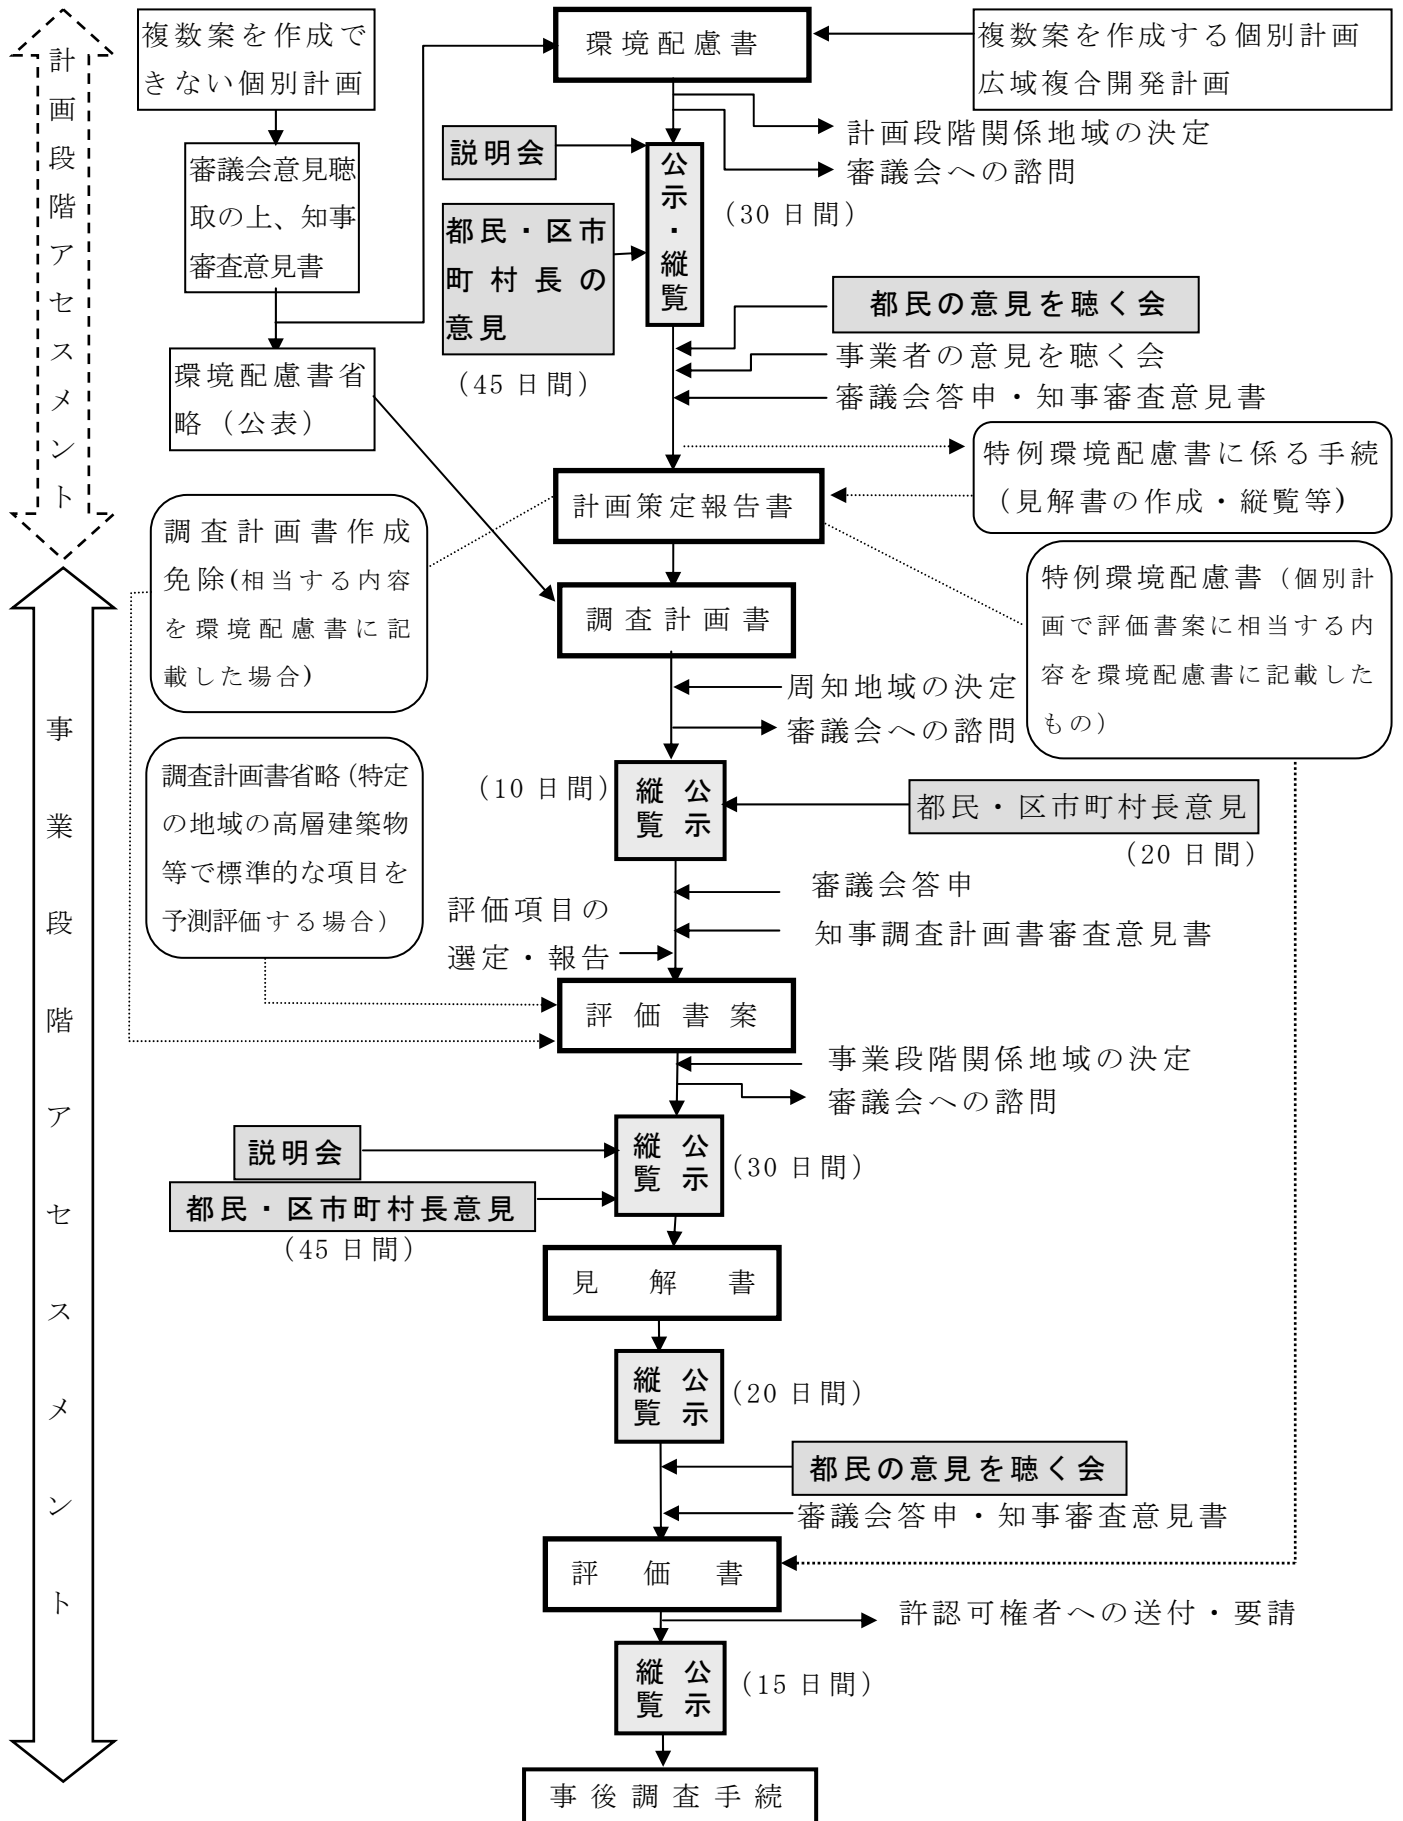 計画段階アセスメント
複数案を作成で
きない個別計画
環境配慮書
複数案を作成する個別計画
広域複合開発計画
計画段階関係地域の決定
審議会への諮問
説明会
公示・縦覧
(30日間)
審議会意見聴
取の上、知事
審査意見書
都民・区市
町村長の
意見
(45日間)
都民の意見を聴く会
事業者の意見を聴く会
審議会答申・知事審査意見書
環境配慮書省
略（公表）
特例環境配慮書に係る手続
（見解書の作成・縦覧等）
計画策定報告書
調査計画書作成
免除(相当する内容
を環境配慮書に記
載した場合)
特例環境配慮書（個別計
画で評価書案に相当する内
容を環境配慮書に記載した
もの）
事業段階アセスメント
調査計画書
周知地域の決定
審議会への諮問
調査計画書省略(特定
の地域の高層建築物
等で標準的な項目を
予測評価する場合）
(10日間)
公示
縦覧
都民・区市町村長意見
(20日間)
審議会答申
知事調査計画書審査意見書
評価項目の
選定・報告
評価書案
事業段階関係地域の決定
審議会への諮問
説明会
都民・区市町村長意見
(45日間)
公示
縦覧
(30日間)
見解書
公示
縦覧
(20日間)
都民の意見を聴く会
審議会答申・知事審査意見書
評価書
許認可権者への送付・要請
公示
縦覧
(15日間)
事後調査手続